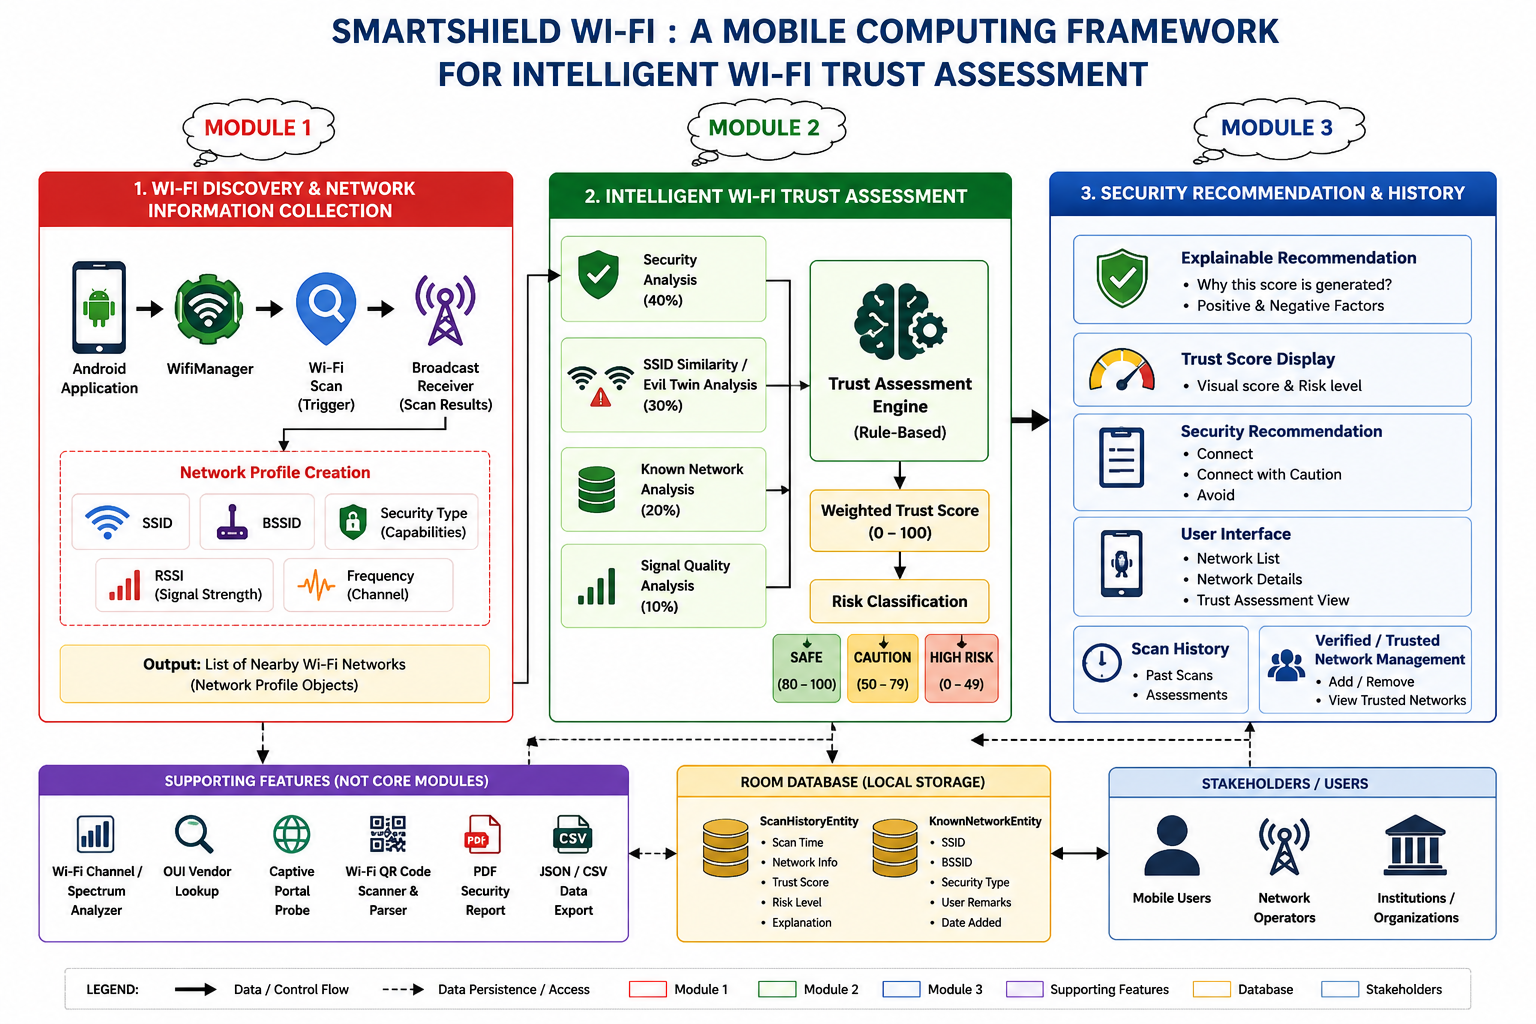 SMARTSHIELD WI-FI : A MOBILE COMPUTING FRAMEWORK
FOR INTELLIGENT WI-FI TRUST ASSESSMENT
MODULE 1
MODULE 2
MODULE 3
1. WI-FI DISCOVERY & NETWORK
INFORMATION COLLECTION
Android
Application
WifiManager
Wi-Fi
Scan
(Trigger)
Broadcast
Receiver
(Scan Results)
Network Profile Creation
SSID
BSSID
Security Type
(Capabilities)
RSSI
(Signal Strength)
Frequency
(Channel)
Output: List of Nearby Wi-Fi Networks
(Network Profile Objects)
2. INTELLIGENT WI-FI TRUST ASSESSMENT
Security
Analysis
(40%)
SSID Similarity /
Evil Twin Analysis
(30%)
Known Network
Analysis
(20%)
Signal Quality
Analysis
(10%)
Trust Assessment
Engine
(Rule-Based)
Weighted Trust Score
(0 – 100)
Risk Classification
SAFE
(80 – 100)
CAUTION
(50 – 79)
HIGH RISK
(0 – 49)
3. SECURITY RECOMMENDATION & HISTORY
Explainable Recommendation
• Why this score is generated?
• Positive & Negative Factors
Trust Score Display
• Visual score & Risk level
Security Recommendation
• Connect
• Connect with Caution
• Avoid
User Interface
• Network List
• Network Details
• Trust Assessment View
Scan History
• Past Scans
• Assessments
Verified / Trusted
Network Management
• Add / Remove
• View Trusted Networks
SUPPORTING FEATURES (NOT CORE MODULES)
Wi-Fi Channel /
Spectrum
Analyzer
OUI Vendor
Lookup
Captive
Portal
Probe
Wi-Fi QR Code
Scanner &
Parser
PDF
PDF
Security
Report
CSV
JSON / CSV
Data
Export
ROOM DATABASE (LOCAL STORAGE)
ScanHistoryEntity
• Scan Time
• Network Info
• Trust Score
• Risk Level
• Explanation
KnownNetworkEntity
• SSID
• BSSID
• Security Type
• User Remarks
• Date Added
STAKEHOLDERS / USERS
Mobile Users
Network
Operators
Institutions /
Organizations
LEGEND:
Data / Control Flow
Data Persistence / Access
Module 1
Module 2
Module 3
Supporting Features
Database
Stakeholders